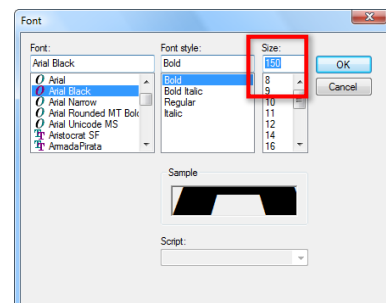 Font
Font:
Font style:
Size:
Arial Black
Bold
150
OK
Cancel
Arial
Arial Black
Arial Narrow
Arial Rounded MT Bolc
Arial Unicode MS
Aristocrat SF
ArmadaPirata
Bold
Bold Italic
Regular
Italic
8
9
10
11
12
14
16
Sample
Script: